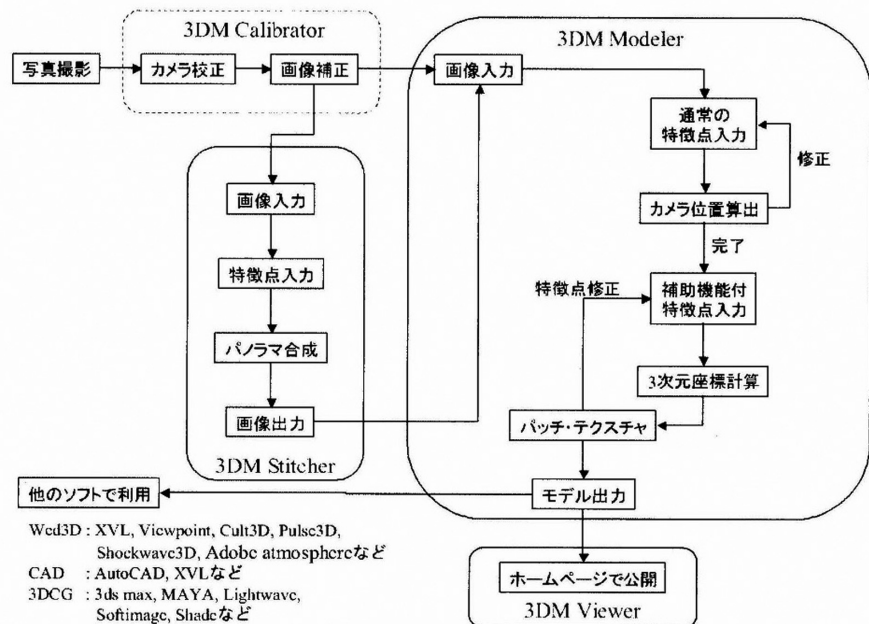 3DM Calibrator
写真撮影
カメラ校正
画像補正
3DM Modeler
画像入力
通常の
特徴点入力
修正
カメラ位置算出
完了
特徴点修正
補助機能付
特徴点入力
3次元座標計算
パッチ・テクスチャ
モデル出力
画像入力
特徴点入力
パノラマ合成
画像出力
3DM Stitcher
他のソフトで利用
Wed3D : XVL, Viewpoint, Cult3D, Pulse3D,
Shockwave3D, Adobe atmosphereなど
CAD : AutoCAD, XVLなど
3DCG : 3ds max, MAYA, Lightwave,
Softimage, Shadeなど
ホームページで公開
3DM Viewer